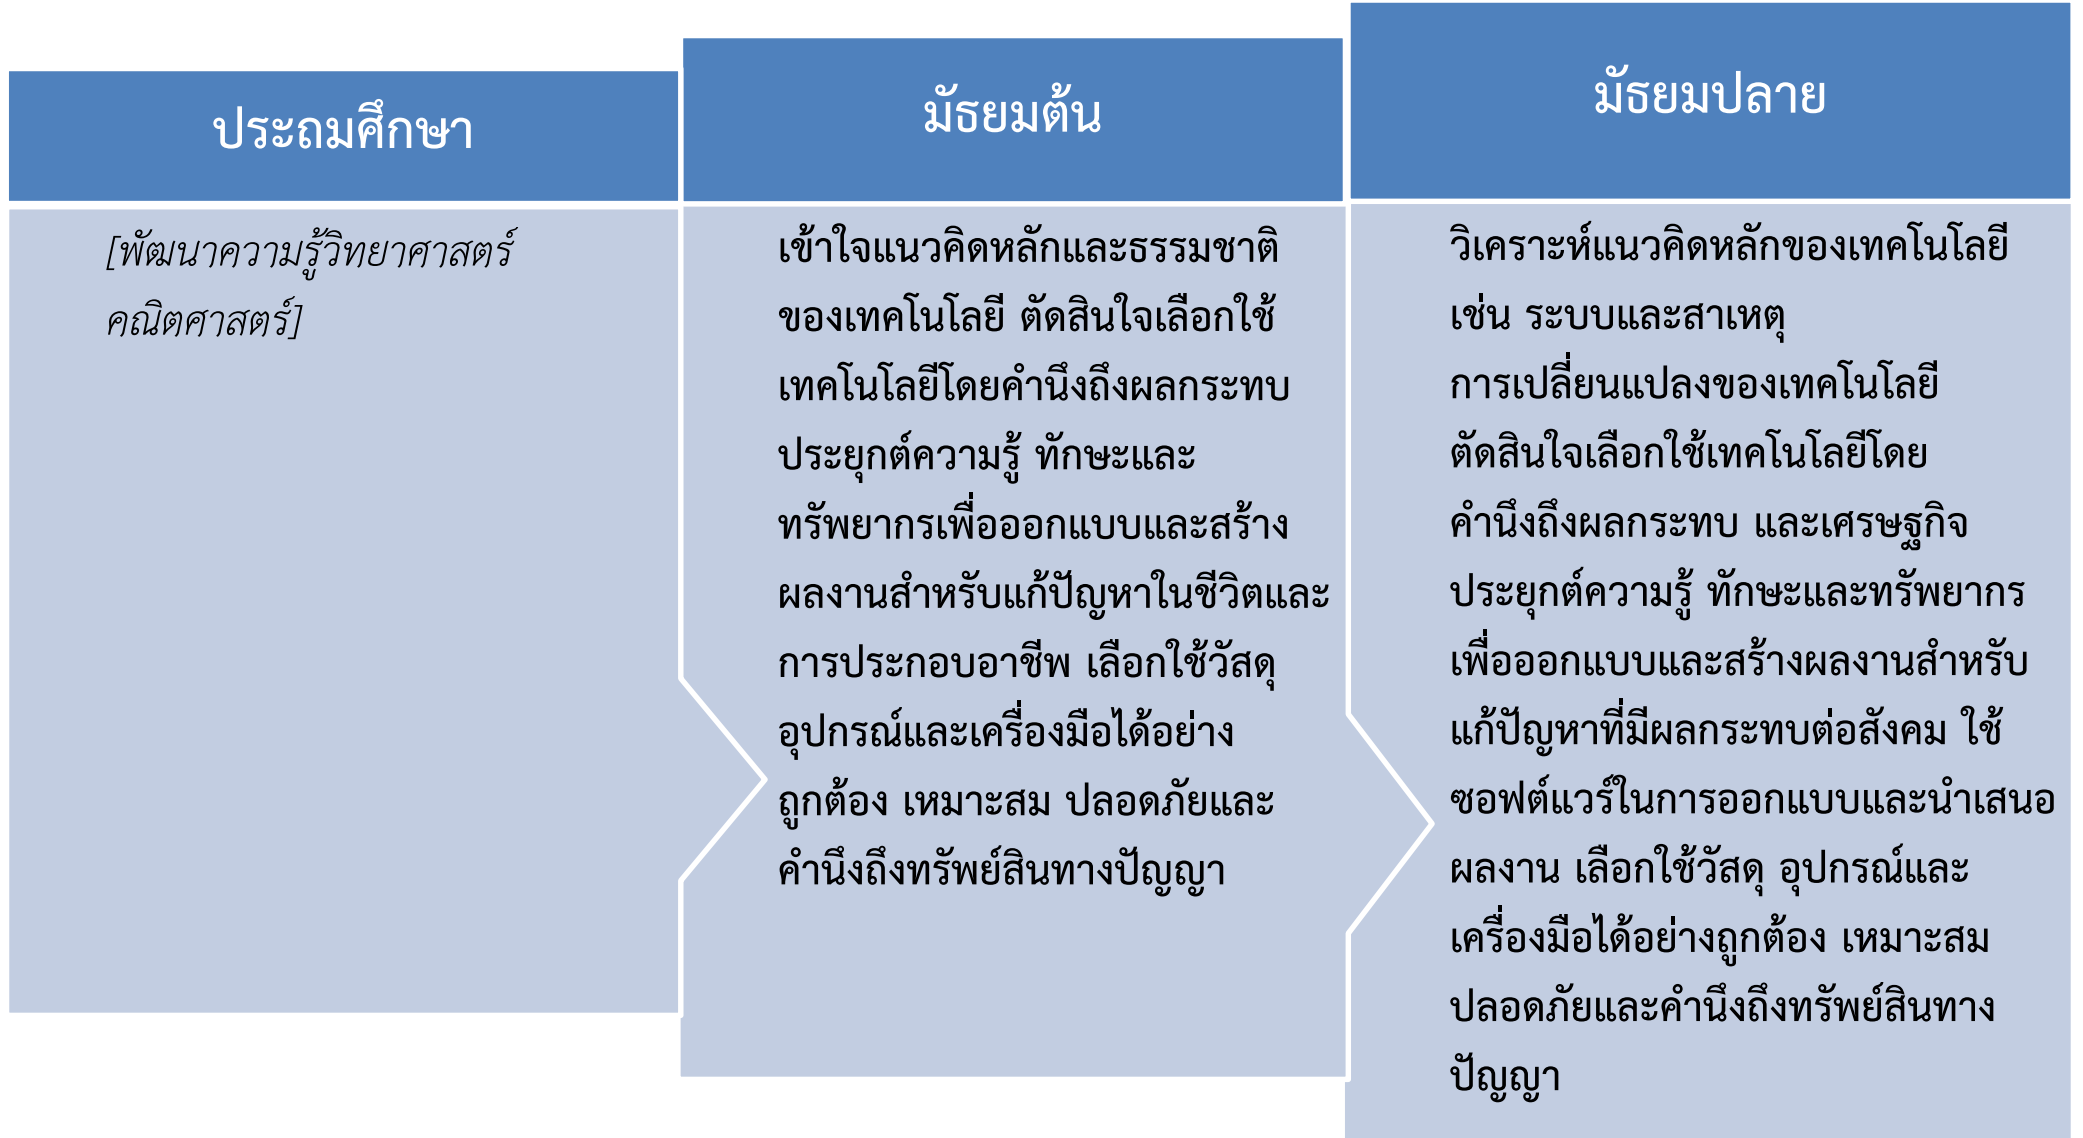 ประถมศึกษา
[พัฒนาความรู้วิทยาศาสตร์
คณิตศาสตร์]
มัธยมต้น
เข้าใจแนวคิดหลักและธรรมชาติ
ของเทคโนโลยี ตัดสินใจเลือกใช้
เทคโนโลยีโดยคำนึงถึงผลกระทบ
ประยุกต์ความรู้ ทักษะและ
ทรัพยากรเพื่อออกแบบและสร้าง
ผลงานสำหรับแก้ปัญหาในชีวิตและ
การประกอบอาชีพ เลือกใช้วัสดุ
อุปกรณ์และเครื่องมือได้อย่าง
ถูกต้อง เหมาะสม ปลอดภัยและ
คำนึงถึงทรัพย์สินทางปัญญา
มัธยมปลาย
วิเคราะห์แนวคิดหลักของเทคโนโลยี
เช่น ระบบและสาเหตุ
การเปลี่ยนแปลงของเทคโนโลยี
ตัดสินใจเลือกใช้เทคโนโลยีโดย
คำนึงถึงผลกระทบ และเศรษฐกิจ
ประยุกต์ความรู้ ทักษะและทรัพยากร
เพื่อออกแบบและสร้างผลงานสำหรับ
แก้ปัญหาที่มีผลกระทบต่อสังคม ใช้
ซอฟต์แวร์ในการออกแบบและนำเสนอ
ผลงาน เลือกใช้วัสดุ อุปกรณ์และ
เครื่องมือได้อย่างถูกต้อง เหมาะสม
ปลอดภัยและคำนึงถึงทรัพย์สินทาง
ปัญญา